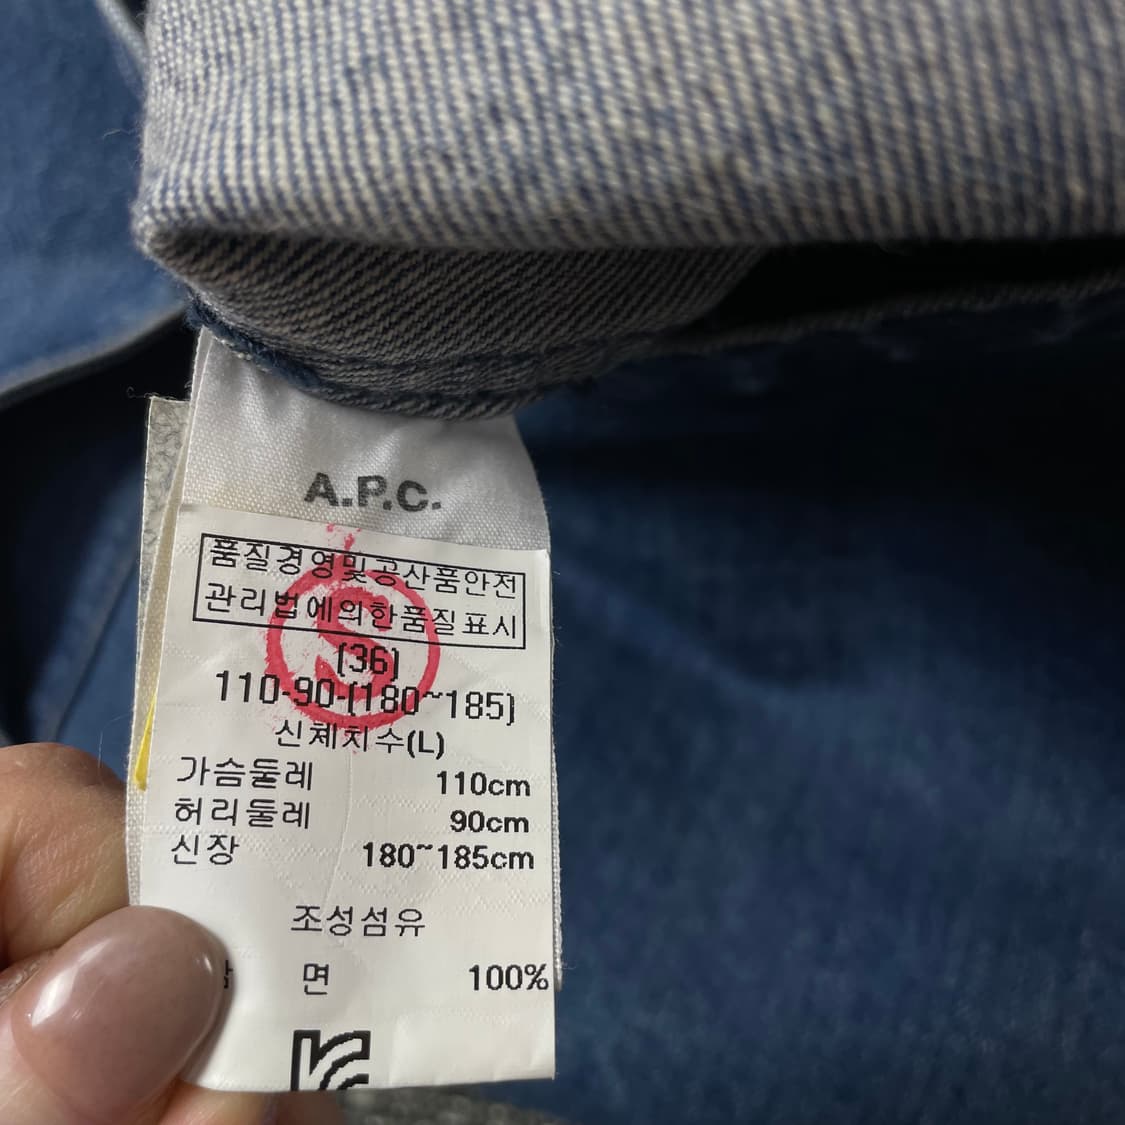 A.P.C.
품질경영및공산품안전
관리법에의한품질표시
S
(36)
110-90-(180~185)
신체치수(L)
가슴둘레 110cm
허리둘레 90cm
신장 180~185cm
조성섬유
면 100%